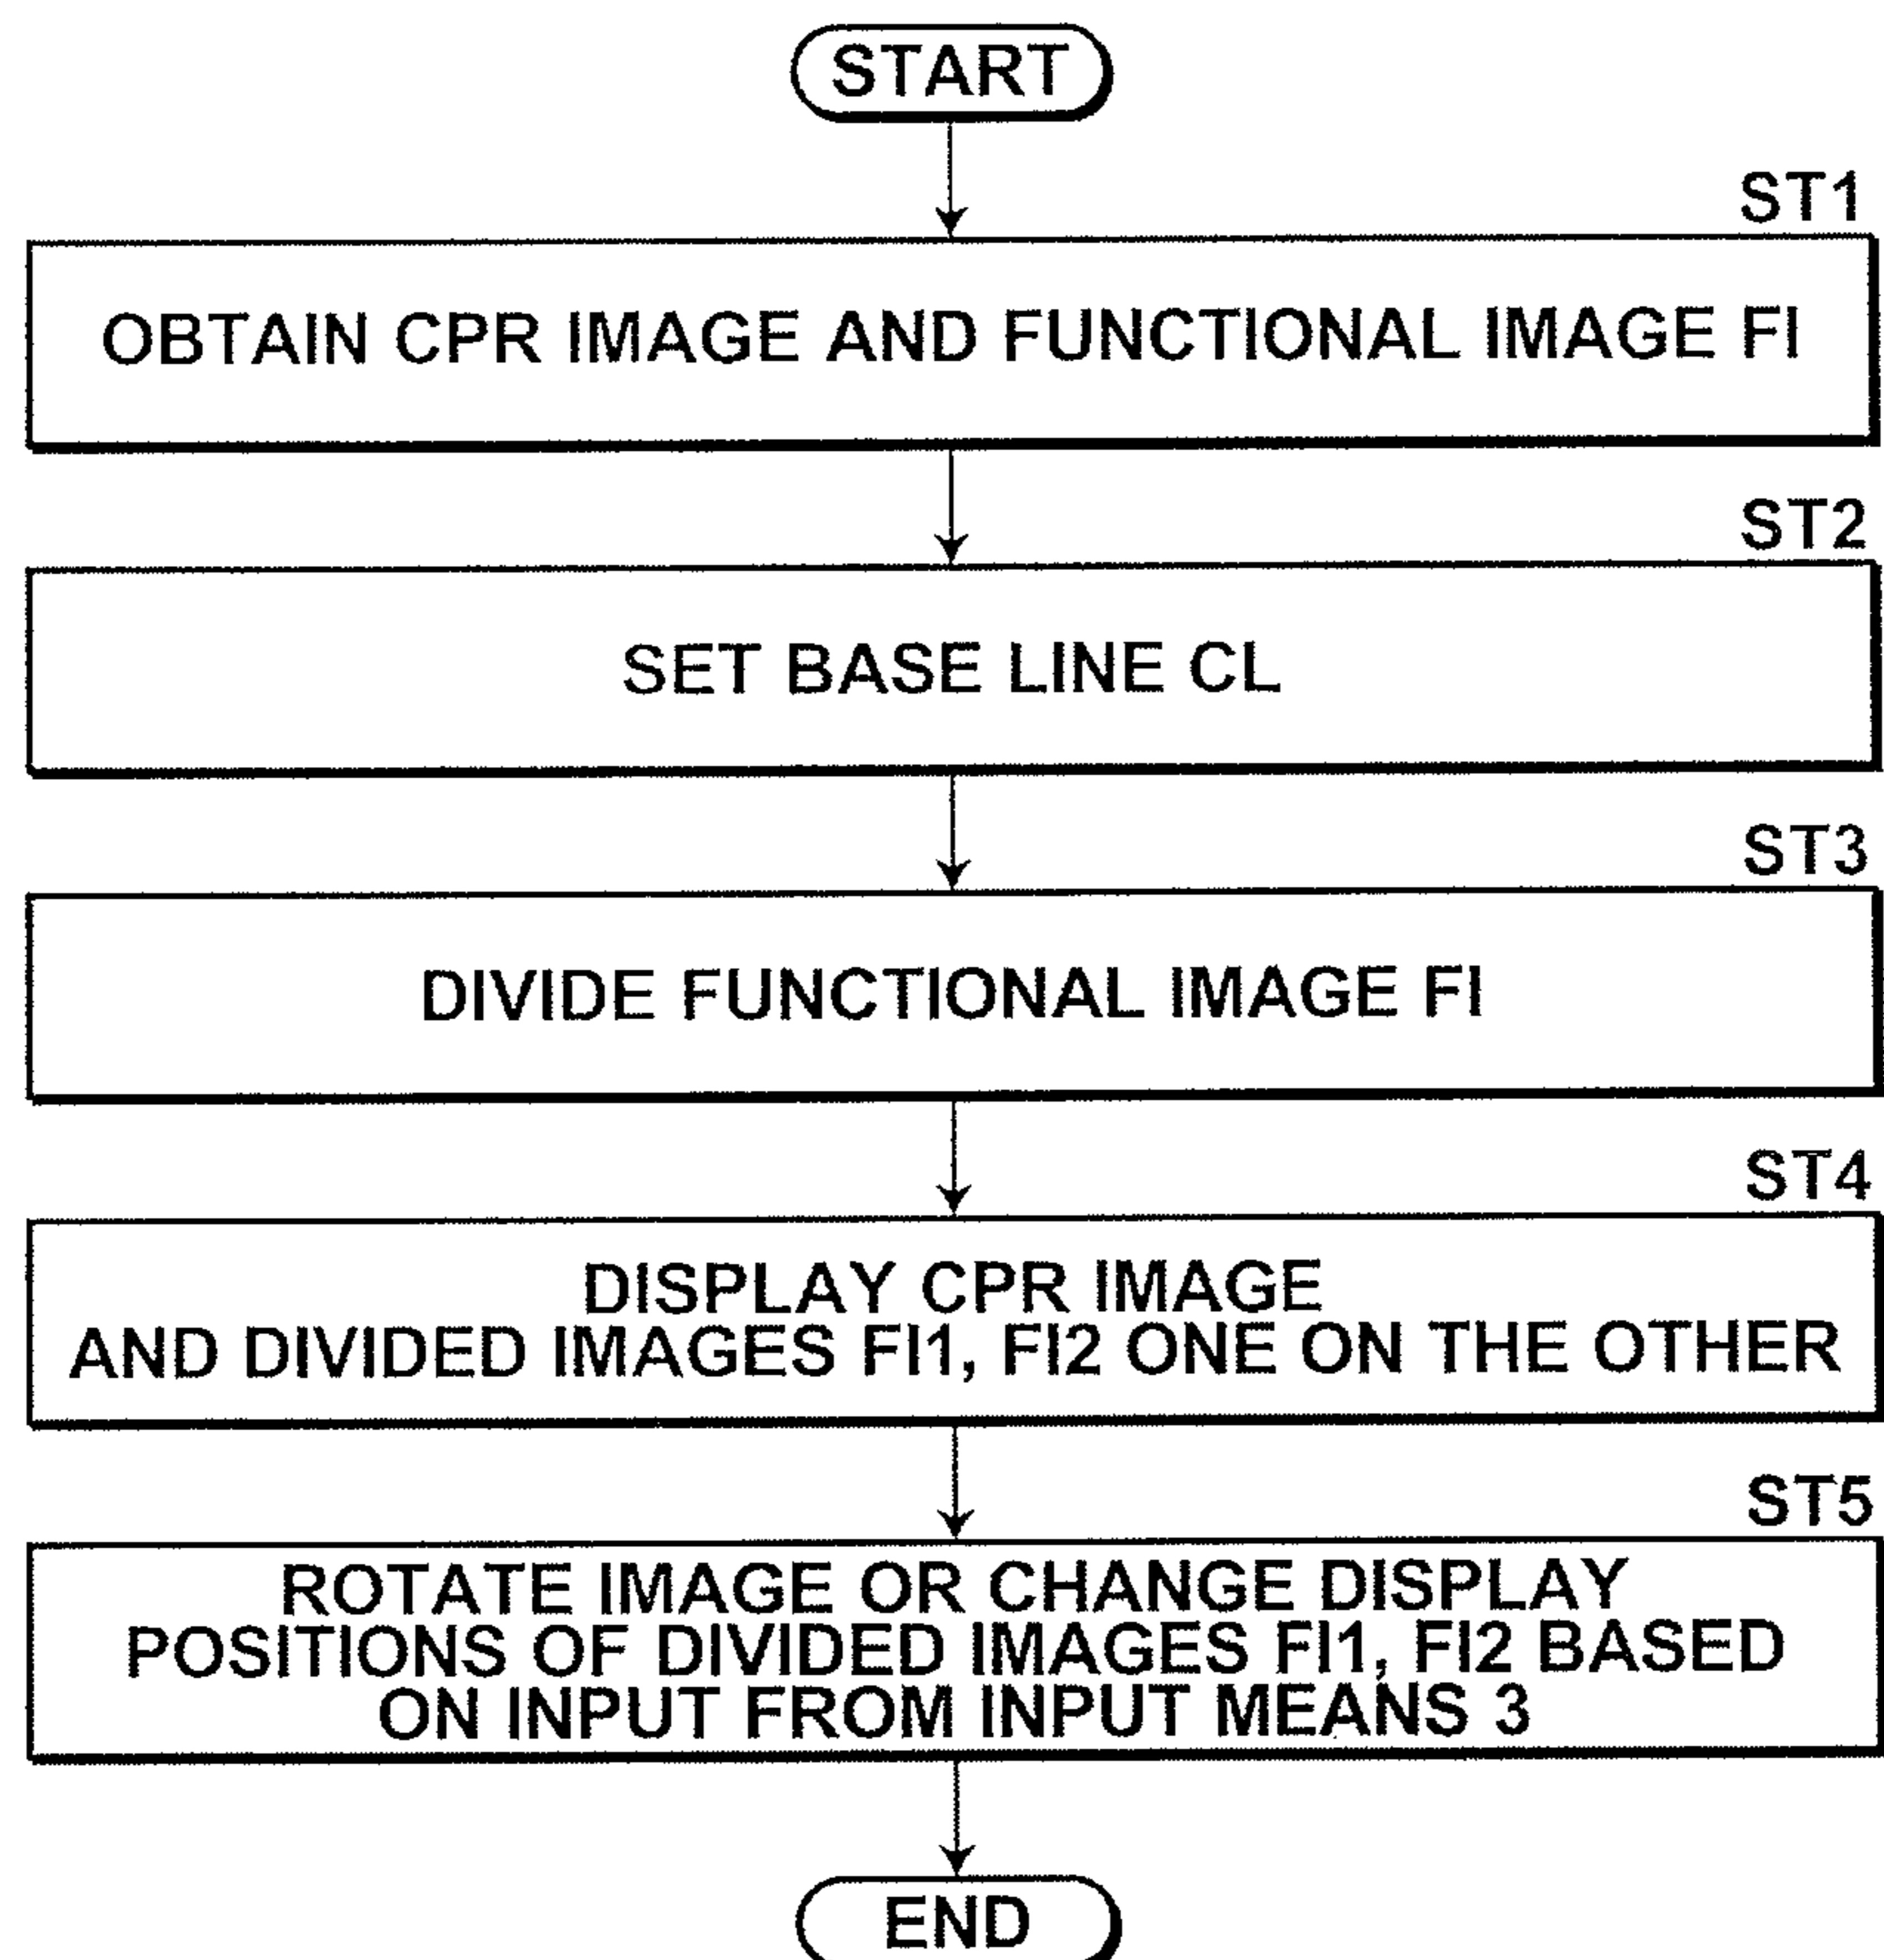 START
ST1
OBTAIN CPR IMAGE AND FUNCTIONAL IMAGE FI
ST2
SET BASE LINE CL
ST3
DIVIDE FUNCTIONAL IMAGE FI
ST4
DISPLAY CPR IMAGE
AND DIVIDED IMAGES FI1, FI2 ONE ON THE OTHER
ST5
ROTATE IMAGE OR CHANGE DISPLAY
POSITIONS OF DIVIDED IMAGES FI1, FI2 BASED
ON INPUT FROM INPUT MEANS 3
END